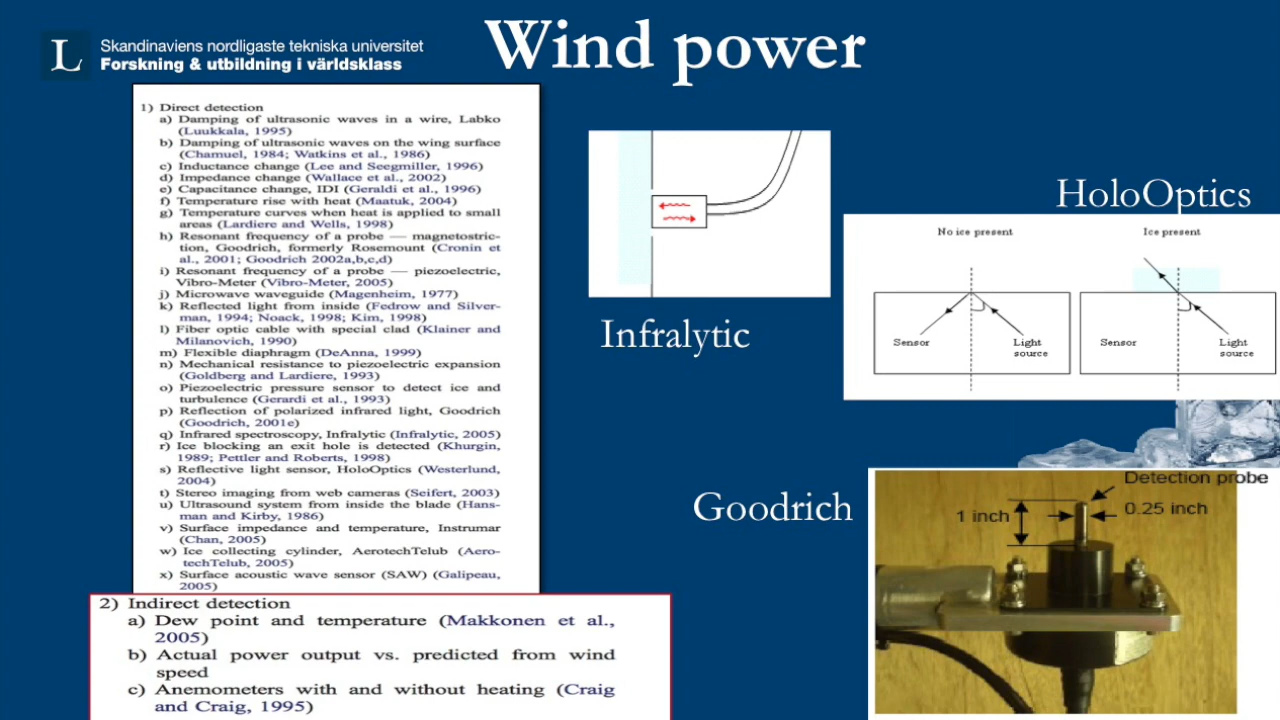 L
Skandinaviens nordligaste tekniska universitet
Forskning & utbildning i världsklass
Wind power
1) Direct detection
a) Damping of ultrasonic waves in a wire, Labko
(Luukkala, 1995)
b) Damping of ultrasonic waves on the wing surface
(Chamuel, 1984; Watkins et al., 1986)
c) Inductance change (Lee and Seegmiller, 1996)
d) Impedance change (Wallace et al., 2002)
e) Capacitance change, IDI (Geraldi et al., 1996)
f) Temperature rise with heat (Maatuk, 2004)
g) Temperature curves when heat is applied to small
areas (Lardiere and Wells, 1998)
h) Resonant frequency of a probe — magnetostric-
tion, Goodrich, formerly Rosemount (Cronin et
al., 2001; Goodrich 2002a,b,c,d)
i) Resonant frequency of a probe — piezoelectric,
Vibro-Meter (Vibro-Meter, 2005)
j) Microwave waveguide (Magenheim, 1977)
k) Reflected light from inside (Fedrow and Silver-
man, 1994; Noack, 1998; Kim, 1998)
l) Fiber optic cable with special clad (Klainer and
Milanovich, 1990)
m) Flexible diaphragm (DeAnna, 1999)
n) Mechanical resistance to piezoelectric expansion
(Goldberg and Lardiere, 1993)
o) Piezoelectric pressure sensor to detect ice and
turbulence (Gerardi et al., 1993)
p) Reflection of polarized infrared light, Goodrich
(Goodrich, 2001e)
q) Infrared spectroscopy, Infralytic (Infralytic, 2005)
r) Ice blocking an exit hole is detected (Khurgin,
1989; Pettler and Roberts, 1998)
s) Reflective light sensor, HoloOptics (Westerlund,
2004)
t) Stereo imaging from web cameras (Seifert, 2003)
u) Ultrasound system from inside the blade (Hans-
man and Kirby, 1986)
v) Surface impedance and temperature, Instrumar
(Chan, 2005)
w) Ice collecting cylinder, AerotechTelub (Aero-
techTelub, 2005)
x) Surface acoustic wave sensor (SAW) (Galipeau,
2005)
2) Indirect detection
a) Dew point and temperature (Makkonen et al.,
2005)
b) Actual power output vs. predicted from wind
speed
c) Anemometers with and without heating (Craig
and Craig, 1995)
Infralytic
HoloOptics
No ice present
Ice present
Sensor
Light
source
Sensor
Light
source
Goodrich
Detection probe
1 inch
0.25 inch